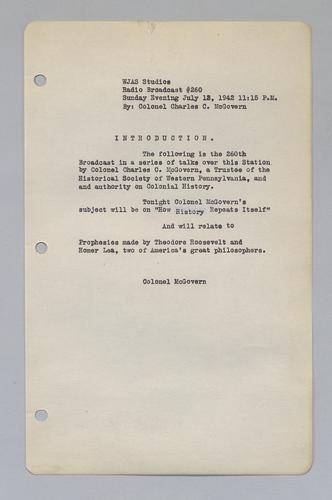 WJAS Studios
Radio Broadcast #260
Sunday Evening July 12, 1942 11:15 P.M.
By: Colonel Charles C. McGovern
INTRODUCTION.
The following is the 260th
Broadcast in a series of talks over this Station
by Colonel Charles C. McGovern, a Trustee of the
Historical Society of Western Pennsylvania, and
and authority on Colonial History.
Tonight Colonel McGovern's
subject will be on "How History Repeats Itself"
And will relate to
Prophesies made by Theodore Roosevelt and
Homer Lea, two of America's great philosophers.
Colonel McGovern